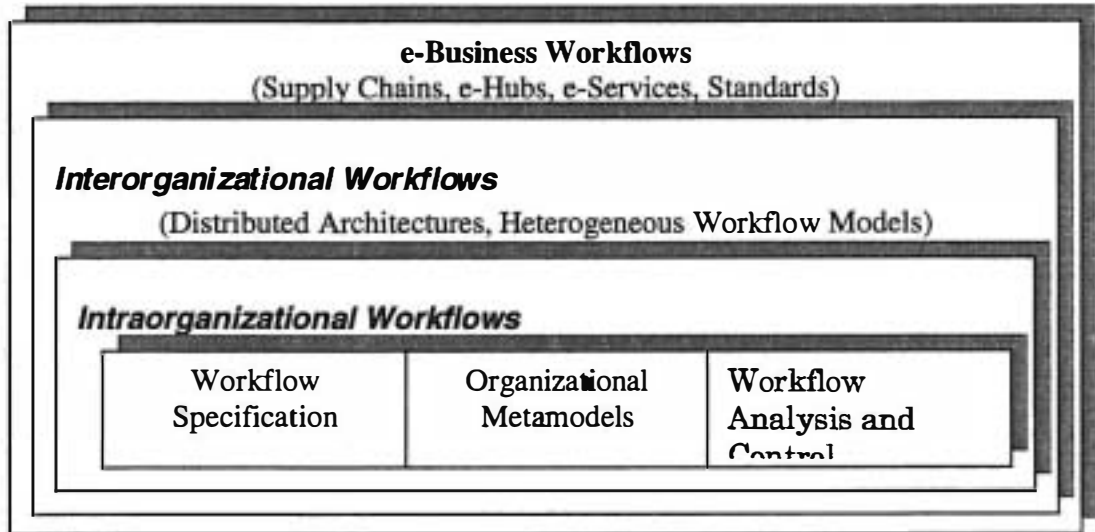 e-Business Workflows
(Supply Chains, e-Hubs, e-Services, Standards)
Interorganizational Workflows
(Distributed Architectures, Heterogeneous Workflow Models)
Intraorganizational Workflows
Workflow
Specification
Organizational
Metamodels
Workflow
Analysis and
Control